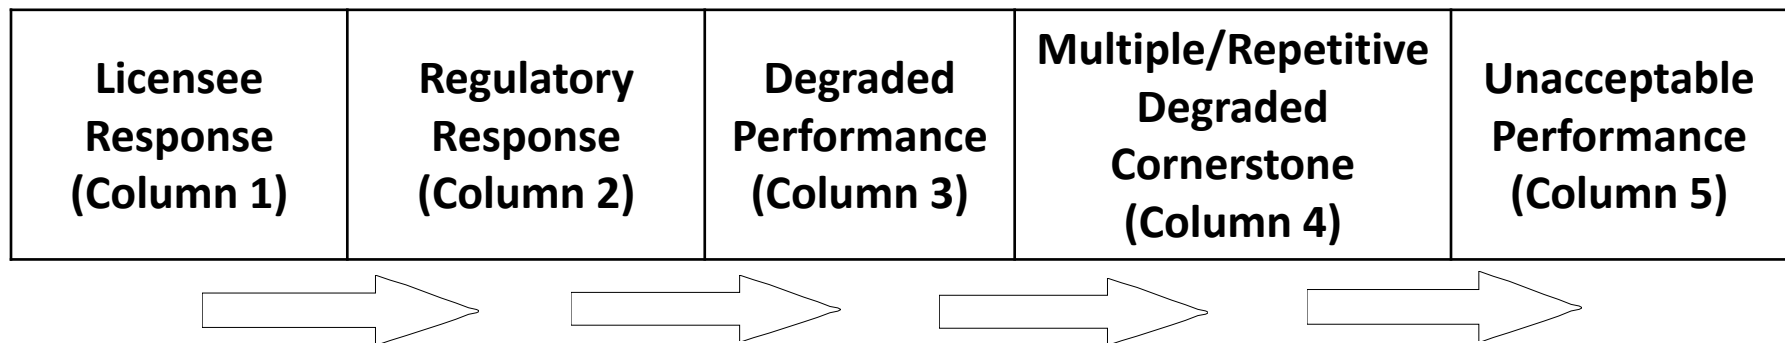 Licensee
Response
(Column 1)
Regulatory
Response
(Column 2)
Degraded
Performance
(Column 3)
Multiple/Repetitive
Degraded
Cornerstone
(Column 4)
Unacceptable
Performance
(Column 5)